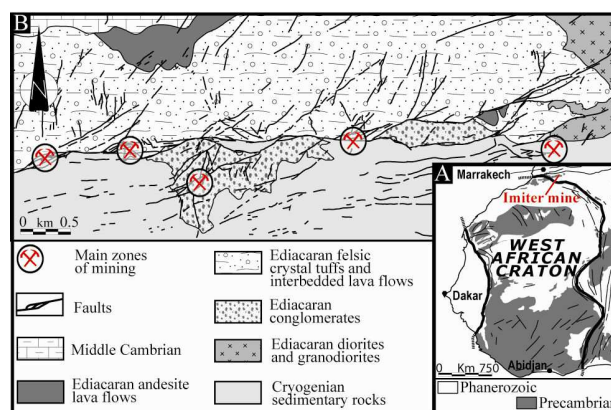 B
N
0 km 0.5
A
Marrakech
Imiter mine
WEST
AFRICAN
CRATON
Dakar
0 Km 750
Abidjan
Phanerozoic
Precambrian
Main zones
of mining
Faults
Middle Cambrian
Ediacaran andesite
lava flows
Ediacaran felsic
crystal tuffs and
interbedded lava flows
Ediacaran
conglomerates
Ediacaran diorites
and granodiorites
Cryogenian
sedimentary rocks